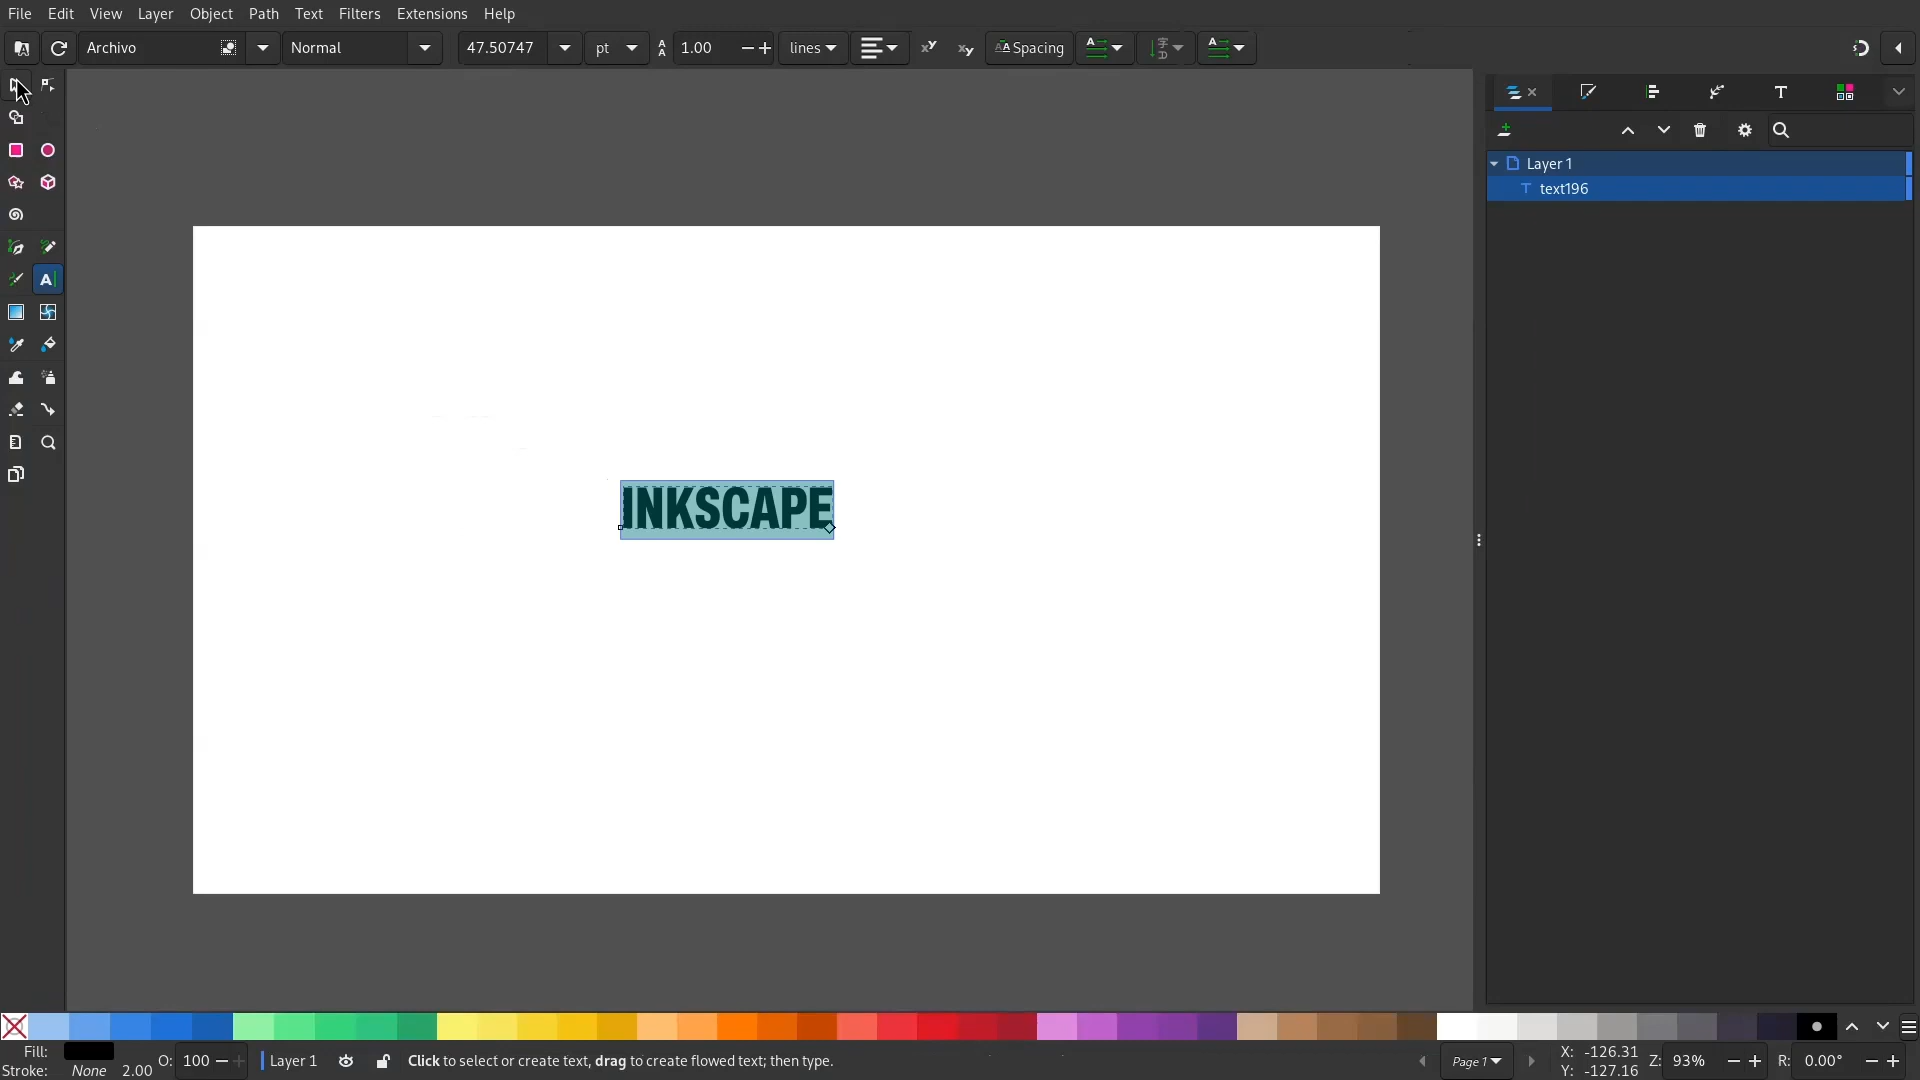 File Edit View Layer Object Path Filters Text Extensions Help
Archivo Normal 47.50747 pt 1.00 lines Spacing
Layer 1
text196
INKSCAPE
Fill: O: 100 Layer 1 Click to select or create text, drag to create flowed text; then type. Page 1 X: -126.31 Z: 93% R: 0.00°
Stroke: None 2.00 Y: -127.16